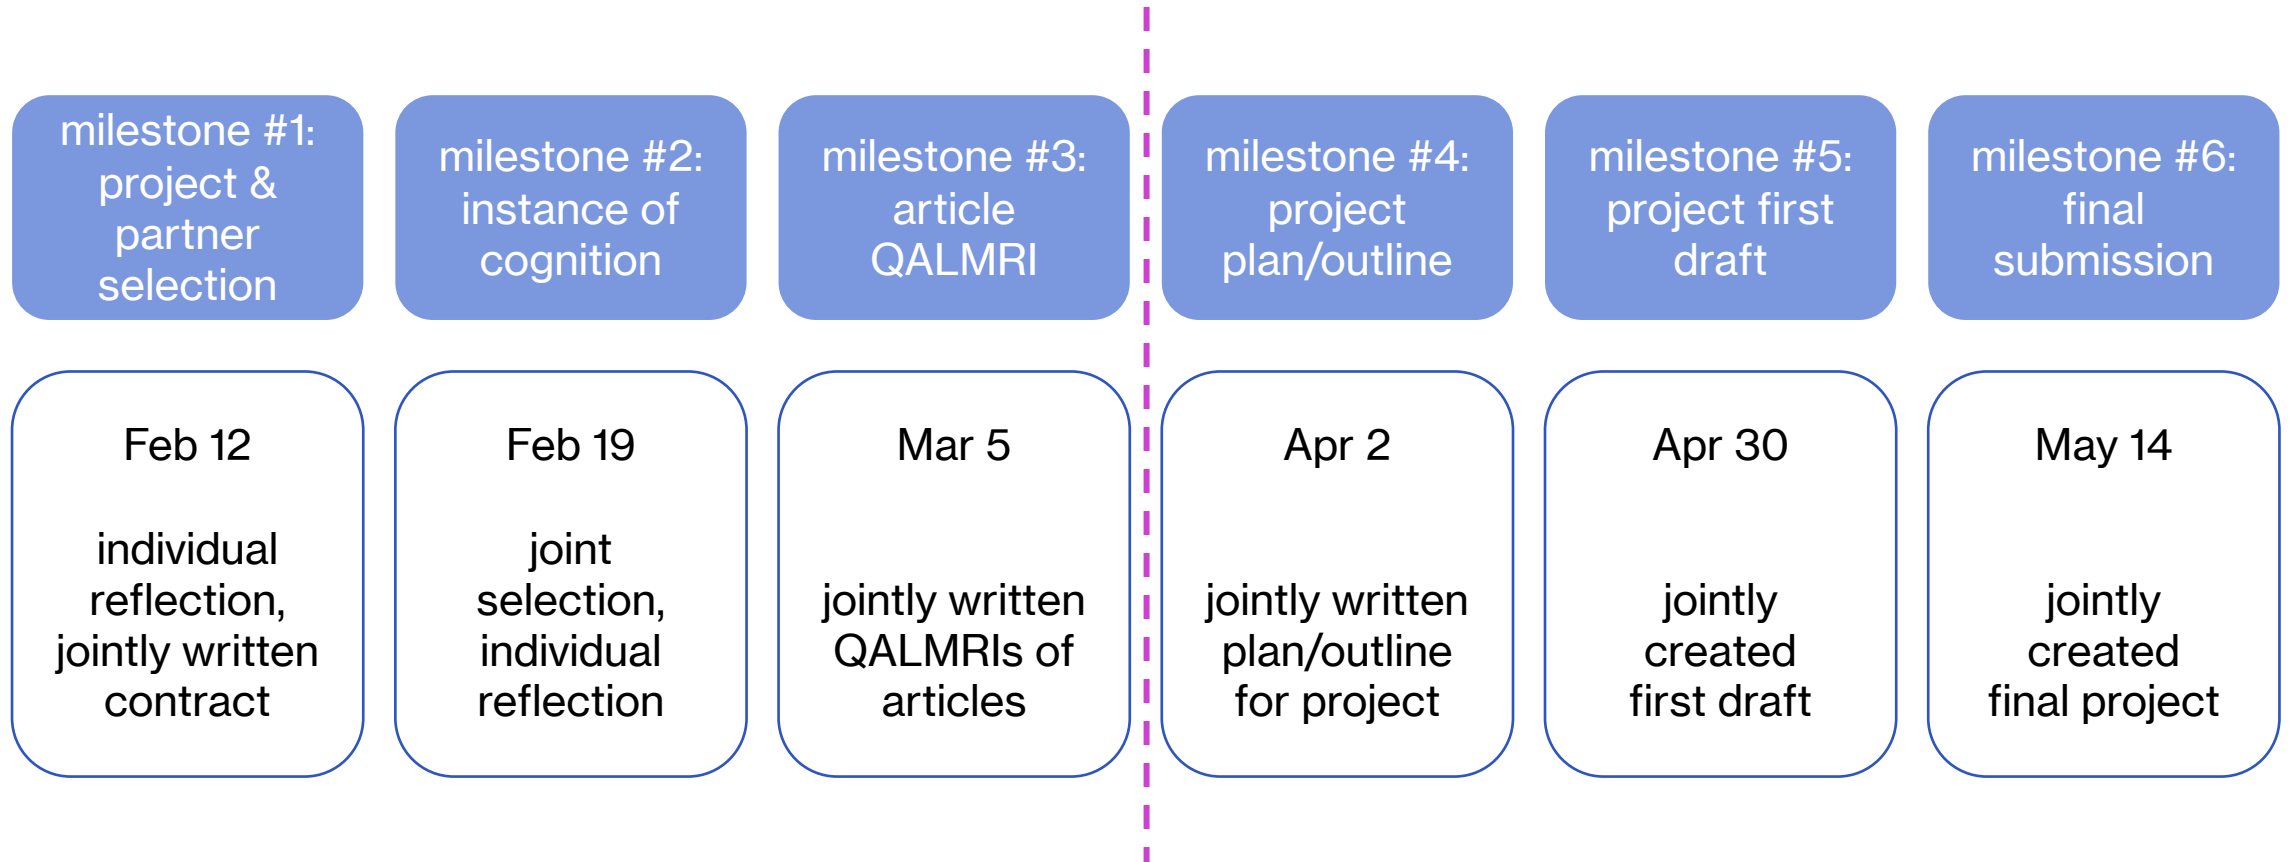 milestone #1:
project &
partner
selection
milestone #2:
instance of
cognition
milestone #3:
article
QALMRI
milestone #4:
project
plan/outline
milestone #5:
project first
draft
milestone #6:
final
submission
Feb 12
individual
reflection,
jointly written
contract
Feb 19
joint
selection,
individual
reflection
Mar 5
jointly written
QALMRIs of
articles
Apr 2
jointly written
plan/outline
for project
Apr 30
jointly
created
first draft
May 14
jointly
created
final project